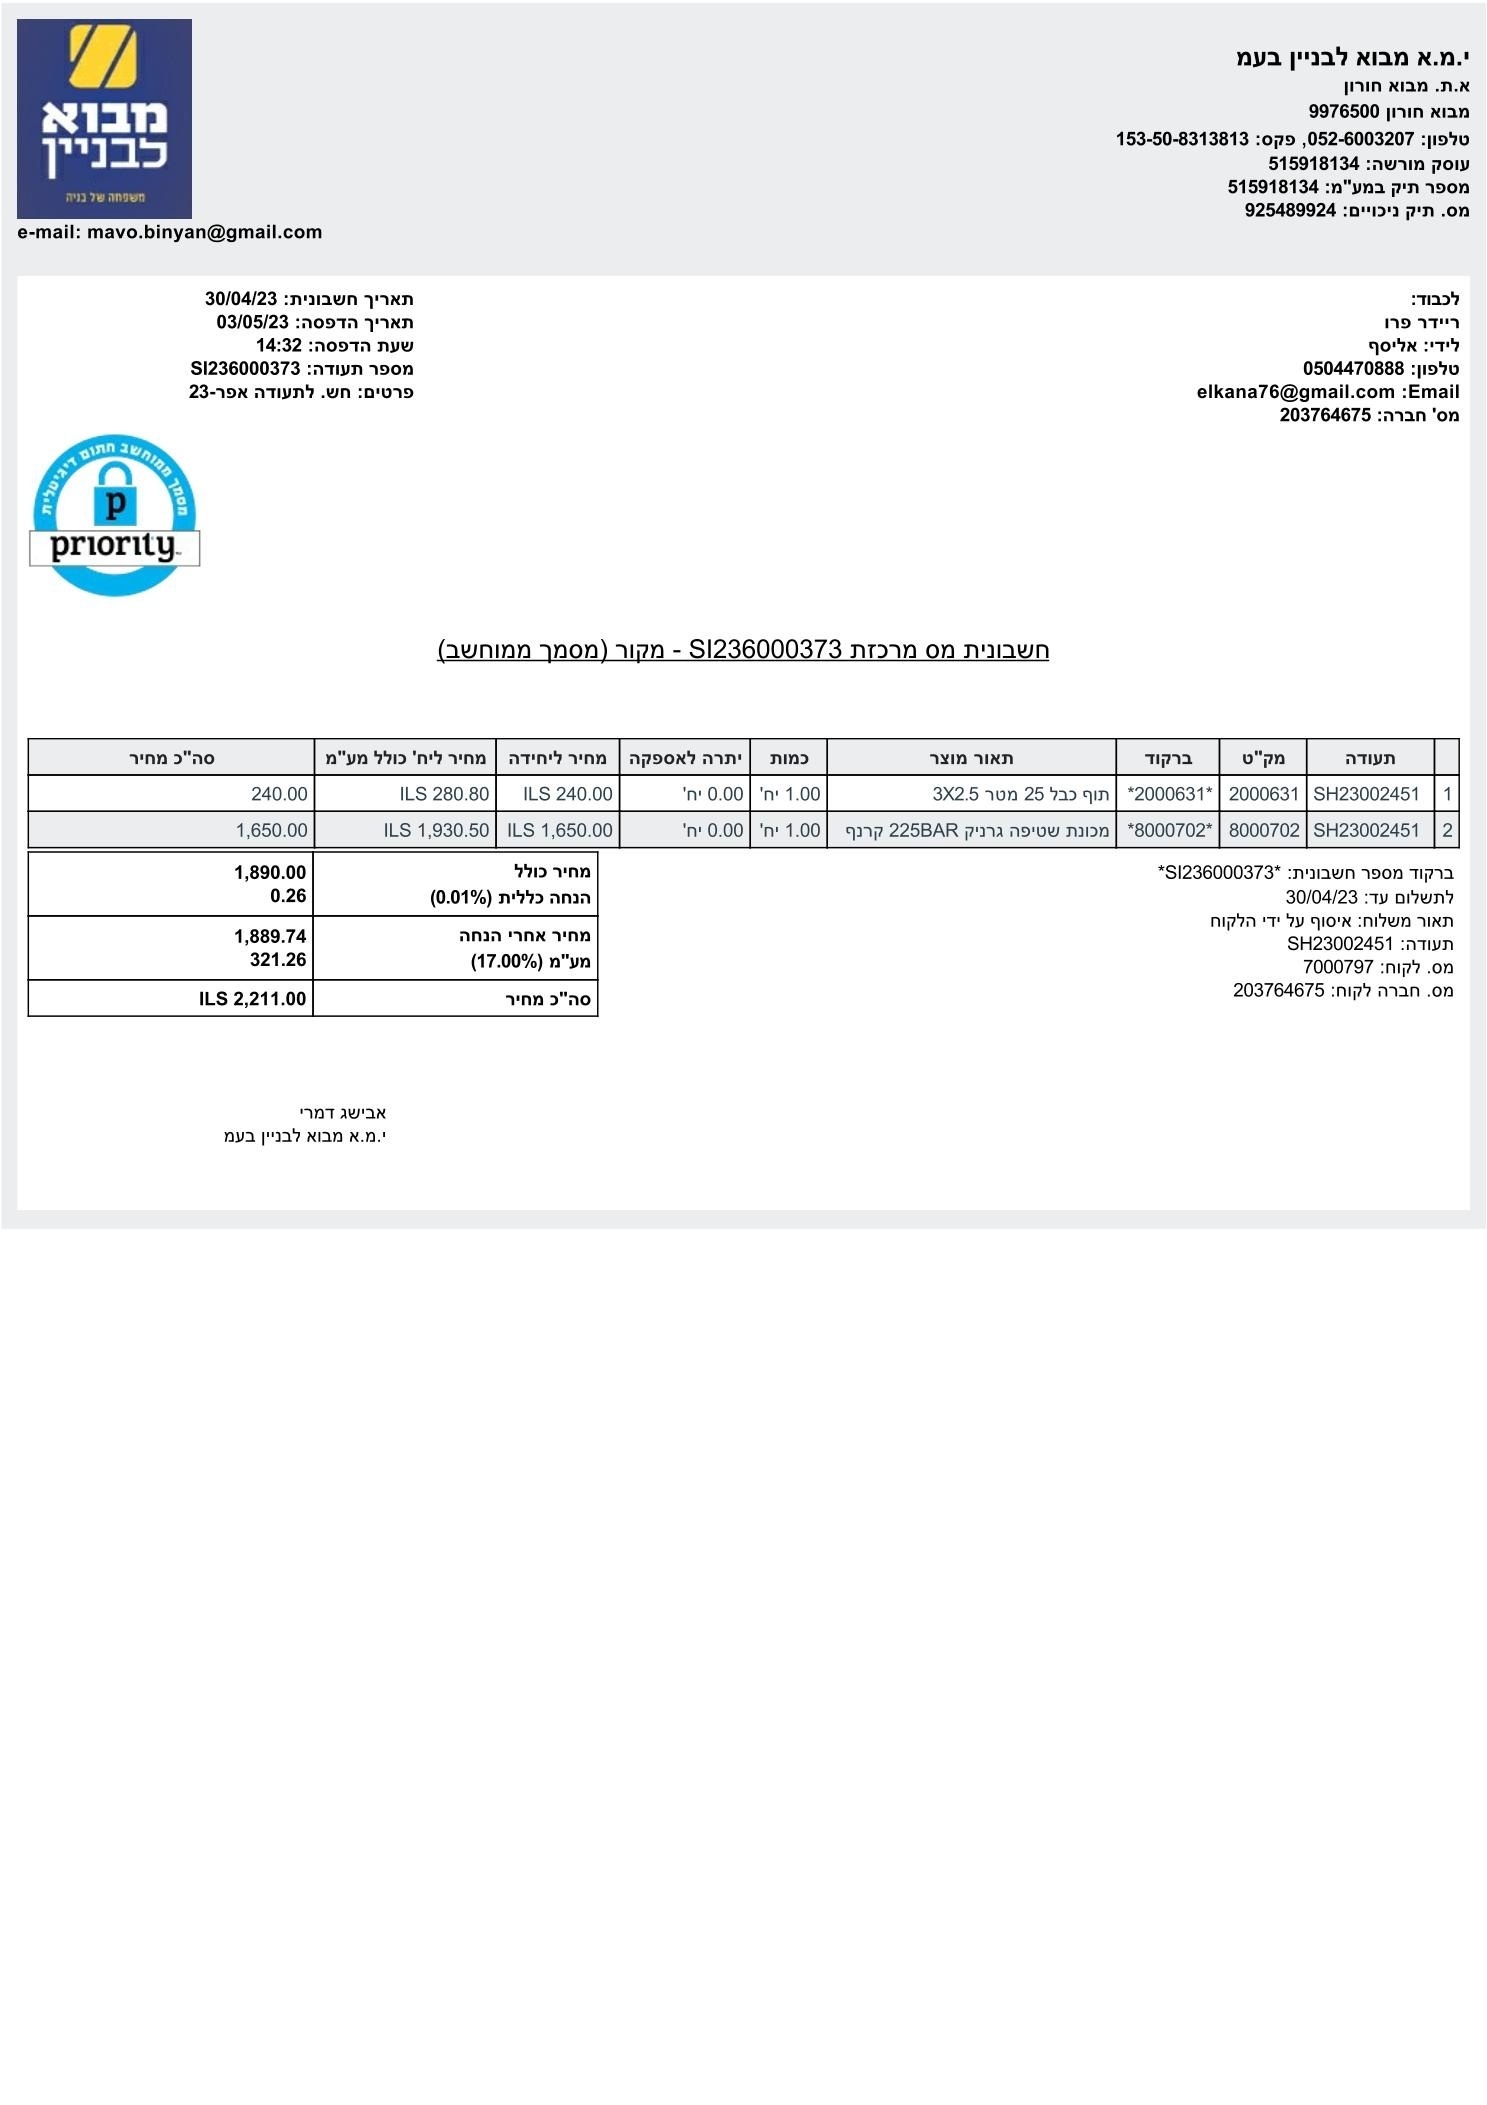 מבוא
לבניין
משפחה של בניה
e-mail: mavo.binyan@gmail.com
י.מ.א מבוא לבניין בעמ
א.ת. מבוא חורון
מבוא חורון 9976500
טלפון: 052-6003207, פקס: 153-50-8313813
עוסק מורשה: 515918134
מספר תיק במע"מ: 515918134
מס. תיק ניכויים: 925489924
לכבוד:
ריידר פרו
לידי: אליסף
טלפון: 0504470888
Email: elkana76@gmail.com
מס' חברה: 203764675
תאריך חשבונית: 30/04/23
תאריך הדפסה: 03/05/23
שעת הדפסה: 14:32
מספר תעודה: SI236000373
פרטים: חש. לתעודה אפר-23
מסמך ממוחשב חתום דיגיטלית
p
priority
חשבונית מס מרכזת SI236000373 - מקור (מסמך ממוחשב)
תעודה מק"ט ברקוד תאור מוצר כמות יתרה לאספקה מחיר ליחידה מחיר ליח' כולל מע"מ סה"כ מחיר
1 SH23002451 2000631 *2000631* תוף כבל 25 מטר 3X2.5 1.00 יח' 0.00 יח' 240.00 ILS 280.80 ILS 240.00
2 SH23002451 8000702 *8000702* מכונת שטיפה גרניק 225BAR קרנף 1.00 יח' 0.00 יח' 1,650.00 ILS 1,930.50 ILS 1,650.00
ברקוד מספר חשבונית: *SI236000373*
לתשלום עד: 30/04/23
תאור משלוח: איסוף על ידי הלקוח
תעודה: SH23002451
מס. לקוח: 7000797
מס. חברה לקוח: 203764675
מחיר כולל 1,890.00
הנחה כללית (0.01%) 0.26
מחיר אחרי הנחה 1,889.74
מע"מ (17.00%) 321.26
סה"כ מחיר ILS 2,211.00
אבישג דמרי
י.מ.א מבוא לבניין בעמ